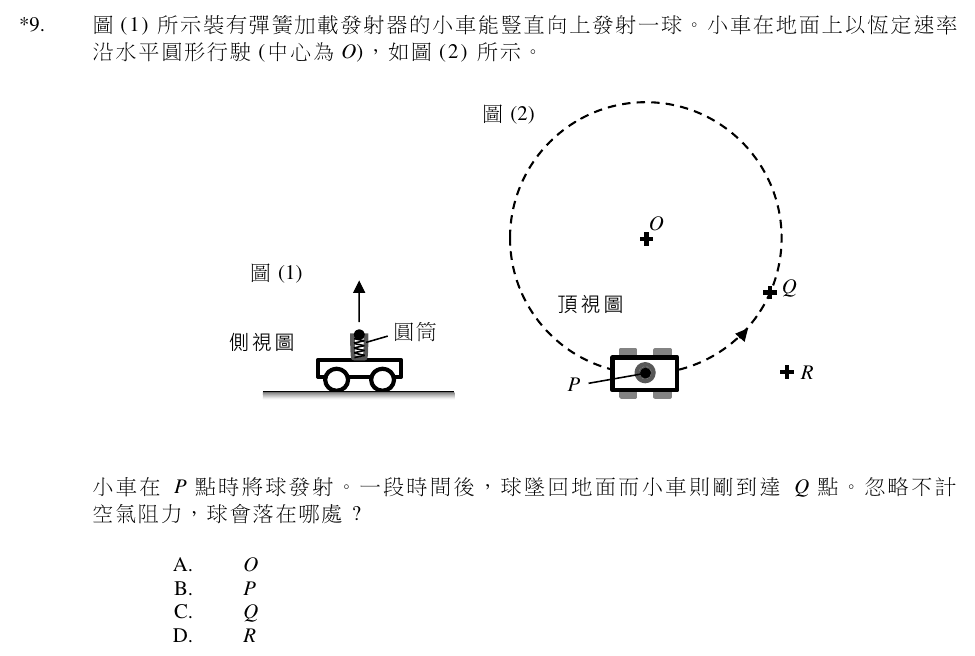 *9. 圖 (1) 所示裝有彈簧加載發射器的小車能豎直向上發射一球。小車在地面上以恆定速率
沿水平圓形行駛 (中心為 O)，如圖 (2) 所示。
圖 (2)
O
圖 (1)
Q
頂視圖
圓筒
側視圖
R
P
小車在 P 點時將球發射。一段時間後，球墜回地面而小車則剛到達 Q 點。忽略不計
空氣阻力，球會落在哪處？
A. O
B. P
C. Q
D. R